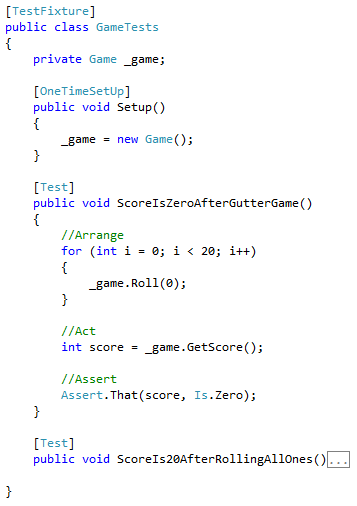 [TestFixture]
public class GameTests
{
    private Game _game;

    [OneTimeSetUp]
    public void Setup()
    {
        _game = new Game();
    }

    [Test]
    public void ScoreIsZeroAfterGutterGame()
    {
        //Arrange
        for (int i = 0; i < 20; i++)
        {
            _game.Roll(0);
        }

        //Act
        int score = _game.GetScore();

        //Assert
        Assert.That(score, Is.Zero);
    }

    [Test]
    public void ScoreIs20AfterRollingAllOnes()...

}